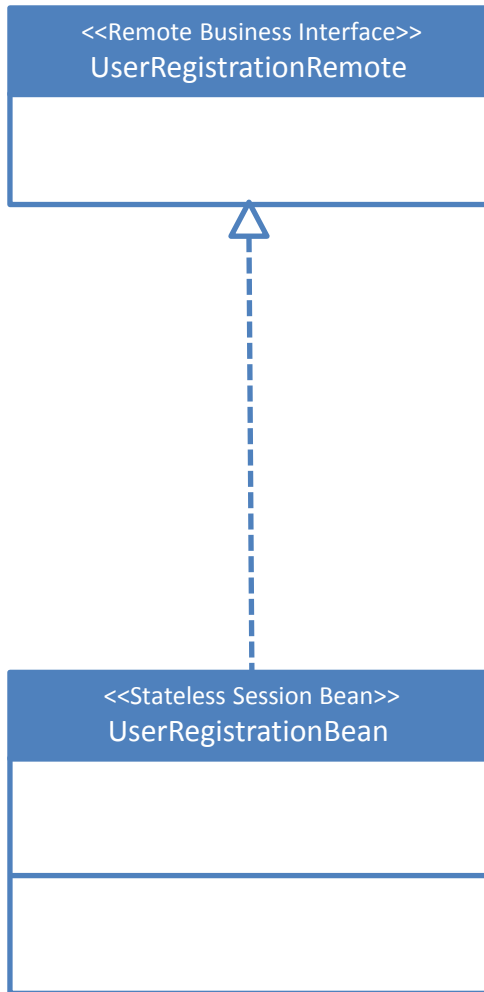 <<Remote Business Interface>>
UserRegistrationRemote
<<Stateless Session Bean>>
UserRegistrationBean